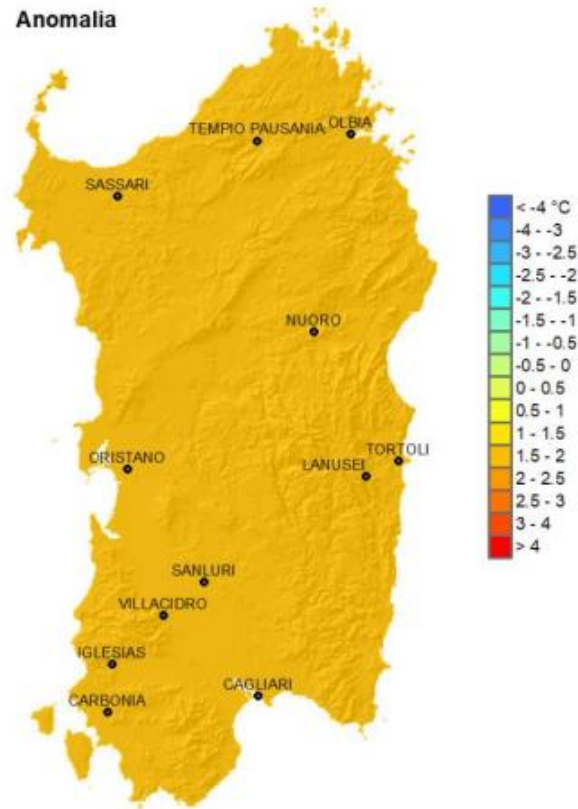 Anomalia
OLBIA
TEMPIO PAUSANIA
SASSARI
NUORO
TORTOLI
ORISTANO
LANUSEI
SANLURI
VILLACIDRO
IGLESIAS
CAGLIARI
CARBONIA
< -4 °C
-4 - -3
-3 - -2.5
-2.5 - -2
-2 - -1.5
-1.5 - -1
-1 - -0.5
-0.5 - 0
0 - 0.5
0.5 - 1
1 - 1.5
1.5 - 2
2 - 2.5
2.5 - 3
3 - 4
> 4